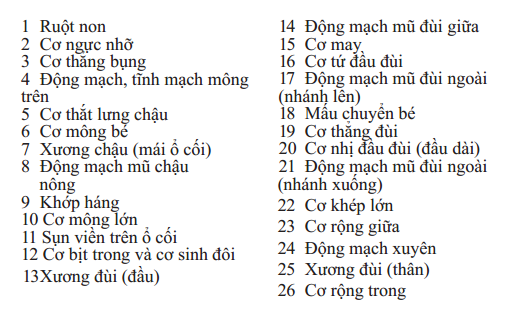 1 Ruột non
2 Cơ ngực nhỡ
3 Cơ thẳng bụng
4 Động mạch, tĩnh mạch mông
trên
5 Cơ thắt lưng chậu
6 Cơ mông bé
7 Xương chậu (mái ổ cối)
8 Động mạch mũ chậu
nông
9 Khớp háng
10 Cơ mông lớn
11 Sụn viền trên ổ cối
12 Cơ bịt trong và cơ sinh đôi
13Xương đùi (đầu)
14 Động mạch mũ đùi giữa
15 Cơ may
16 Cơ tứ đầu đùi
17 Động mạch mũ đùi ngoài
(nhánh lên)
18 Mấu chuyển bé
19 Cơ thẳng đùi
20 Cơ nhị đầu đùi (đầu dài)
21 Động mạch mũ đùi ngoài
(nhánh xuống)
22 Cơ khép lớn
23 Cơ rộng giữa
24 Động mạch xuyên
25 Xương đùi (thân)
26 Cơ rộng trong